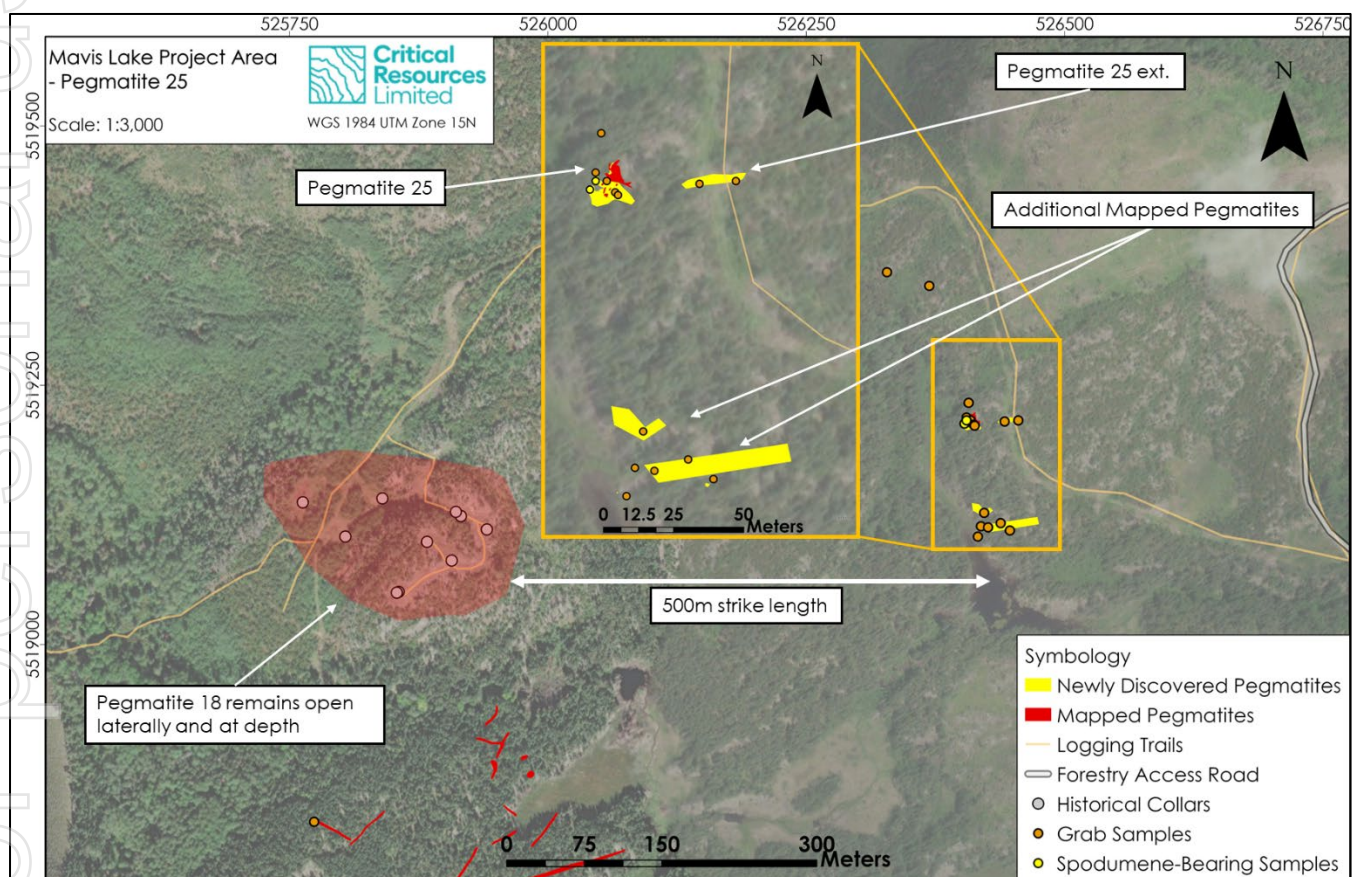 525750
526000
526250
526500
526750
Mavis Lake Project Area
- Pegmatite 25
Scale: 1:3,000
Critical
Resources
Limited
WGS 1984 UTM Zone 15N
N
N
Pegmatite 25 ext.
Pegmatite 25
Additional Mapped Pegmatites
5519500
5519250
5519000
0 12.5 25 50
Meters
500m strike length
Pegmatite 18 remains open
laterally and at depth
Symbology
Newly Discovered Pegmatites
Mapped Pegmatites
Logging Trails
Forestry Access Road
Historical Collars
Grab Samples
Spodumene-Bearing Samples
0 75 150 300
Meters